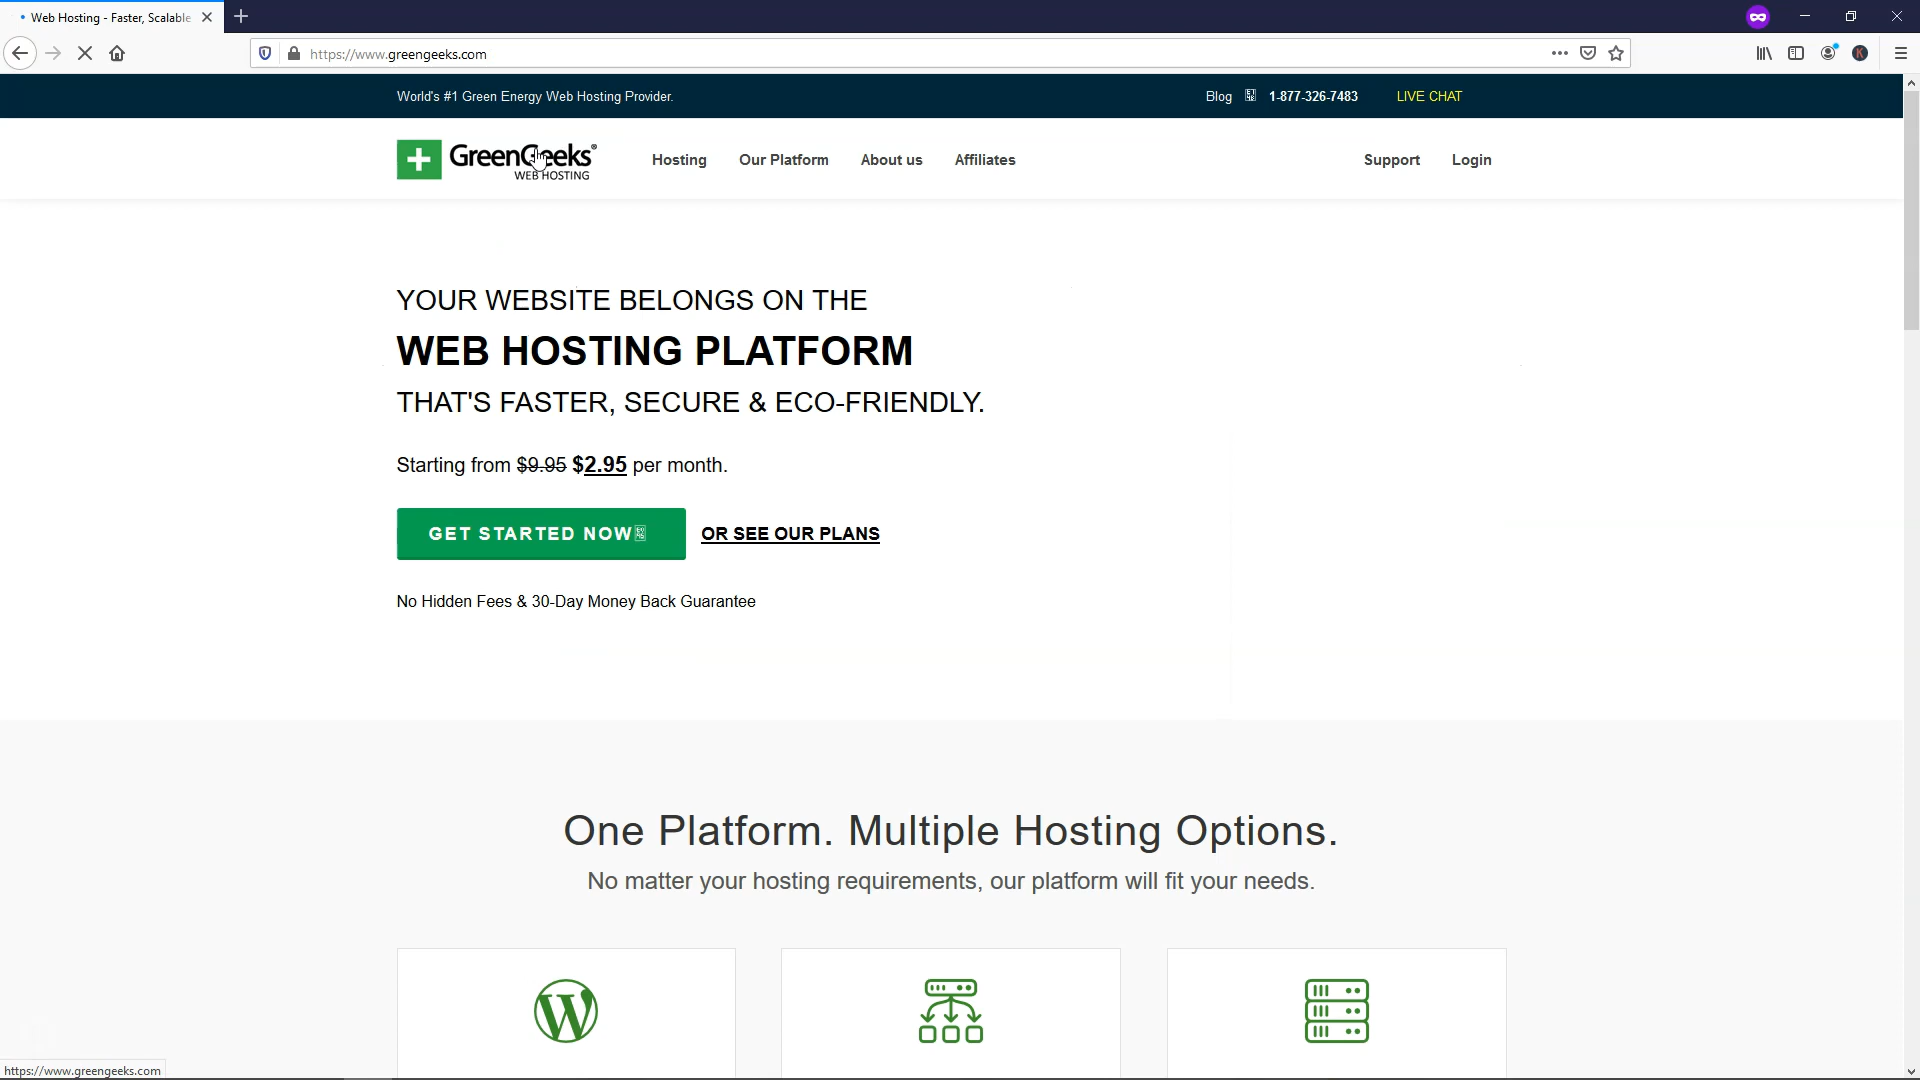 Web Hosting - Faster, Scalable
https://www.greengeeks.com
World's #1 Green Energy Web Hosting Provider.
Blog 1-877-326-7483 LIVE CHAT
GreenGeeks®
WEB HOSTING
Hosting Our Platform About us Affiliates Support Login
YOUR WEBSITE BELONGS ON THE
WEB HOSTING PLATFORM
THAT'S FASTER, SECURE & ECO-FRIENDLY.
Starting from $9.95 $2.95 per month.
GET STARTED NOW OR SEE OUR PLANS
No Hidden Fees & 30-Day Money Back Guarantee
One Platform. Multiple Hosting Options.
No matter your hosting requirements, our platform will fit your needs.
https://www.greengeeks.com